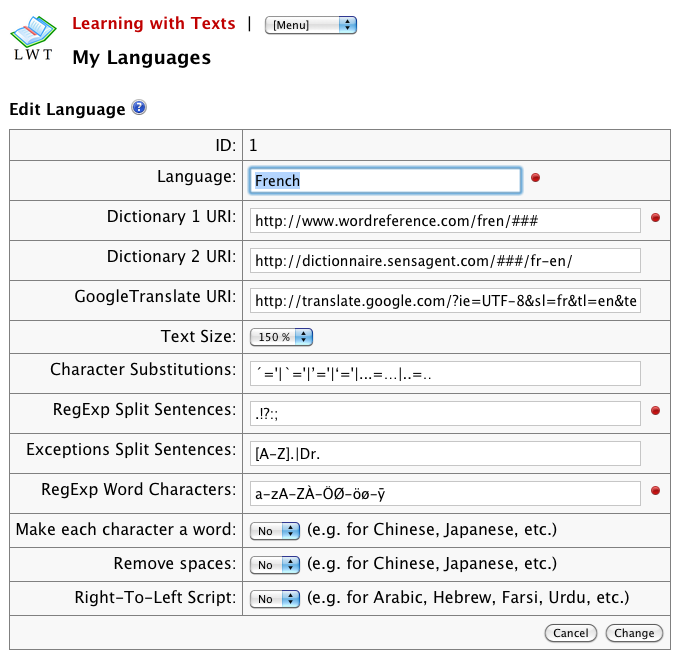 LWT
Learning with Texts | [Menu]
My Languages
Edit Language ?
ID: 1
Language: French
Dictionary 1 URI: http://www.wordreference.com/fren/###
Dictionary 2 URI: http://dictionnaire.sensagent.com/###/fr-en/
GoogleTranslate URI: http://translate.google.com/?ie=UTF-8&sl=fr&tl=en&te
Text Size: 150 %
Character Substitutions: ´='|`='|’='|‘='|...=…|..=‥
RegExp Split Sentences: .!?:;
Exceptions Split Sentences: [A-Z].|Dr.
RegExp Word Characters: a-zA-ZÀ-ÖØ-öø-ȳ
Make each character a word: No (e.g. for Chinese, Japanese, etc.)
Remove spaces: No (e.g. for Chinese, Japanese, etc.)
Right-To-Left Script: No (e.g. for Arabic, Hebrew, Farsi, Urdu, etc.)
Cancel Change